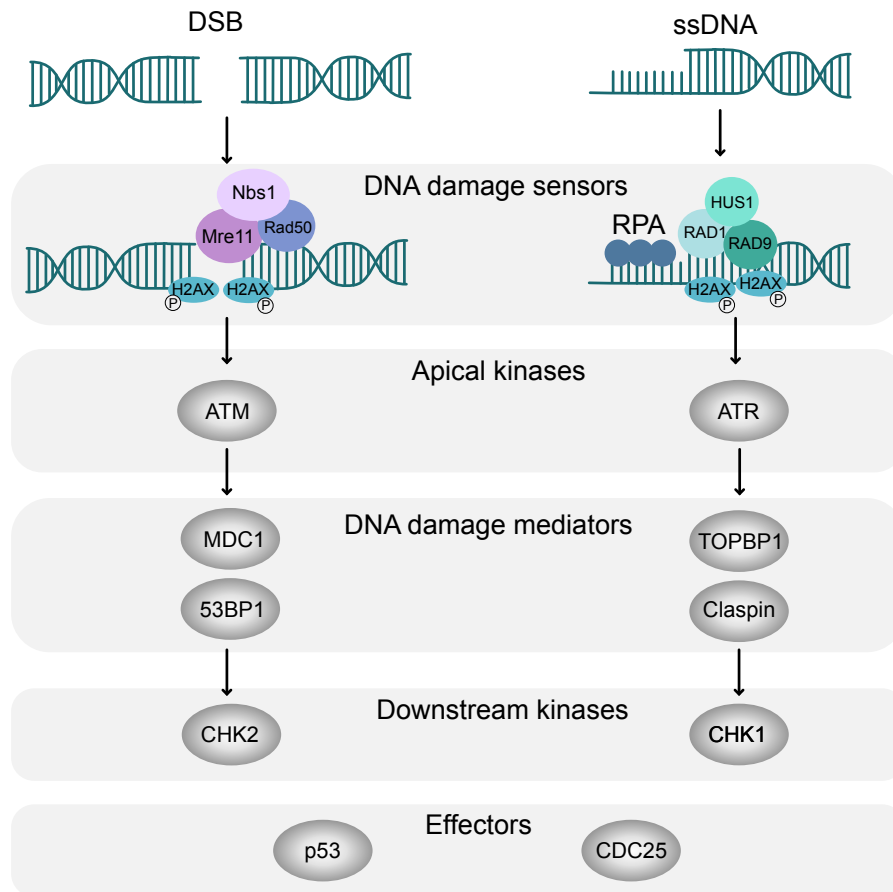 DSB
ssDNA
DNA damage sensors
Nbs1
Mre11
Rad50
H2AX
H2AX
P
P
RPA
HUS1
RAD1
RAD9
H2AX
H2AX
P
P
Apical kinases
ATM
ATR
DNA damage mediators
MDC1
TOPBP1
53BP1
Claspin
Downstream kinases
CHK2
CHK1
Effectors
p53
CDC25